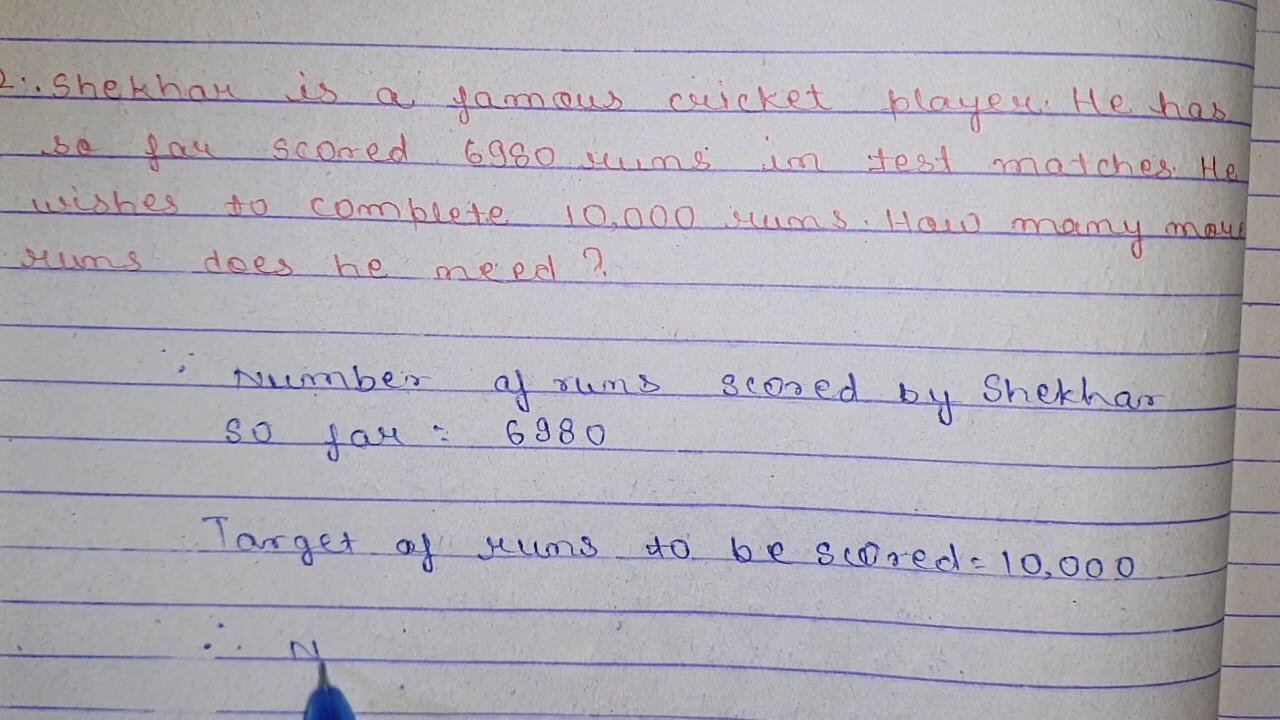 2. Shekhar is a famous cricket player. He has
so far scored 6980 runs in test matches. He
wishes to complete 10,000 runs. How many more
runs does he need ?
∵ Number of runs scored by Shekhar
so far = 6980
Target of runs to be scored = 10,000
∴ N